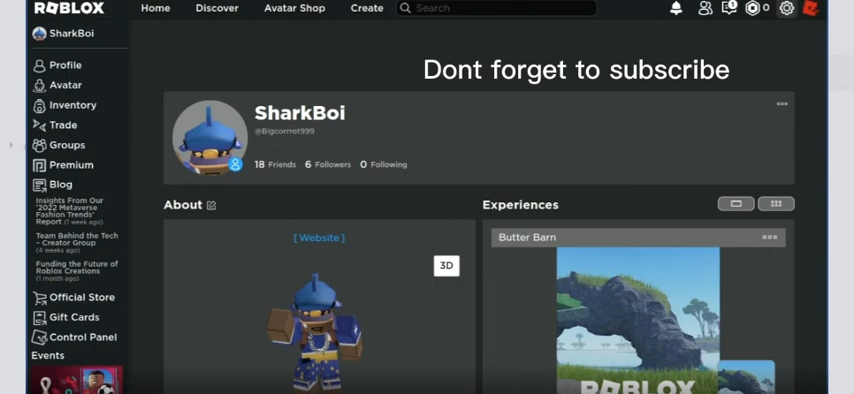 ROBLOX
Home Discover Avatar Shop Create Search 1 0
SharkBoi
Dont forget to subscribe
Profile
Avatar
Inventory
Trade
Groups
Premium
Blog
Insights From Our
'2022 Metaverse
Fashion Trends'
Report (1 week ago)
Team Behind the Tech
– Creator Group
(4 weeks ago)
Funding the Future of
Roblox Creations
(1 month ago)
Official Store
Gift Cards
Control Panel
Events
SharkBoi
@Bigcorrrot999
18 Friends 6 Followers 0 Following
About
[ Website ]
3D
Experiences
Butter Barn
ROBLOX